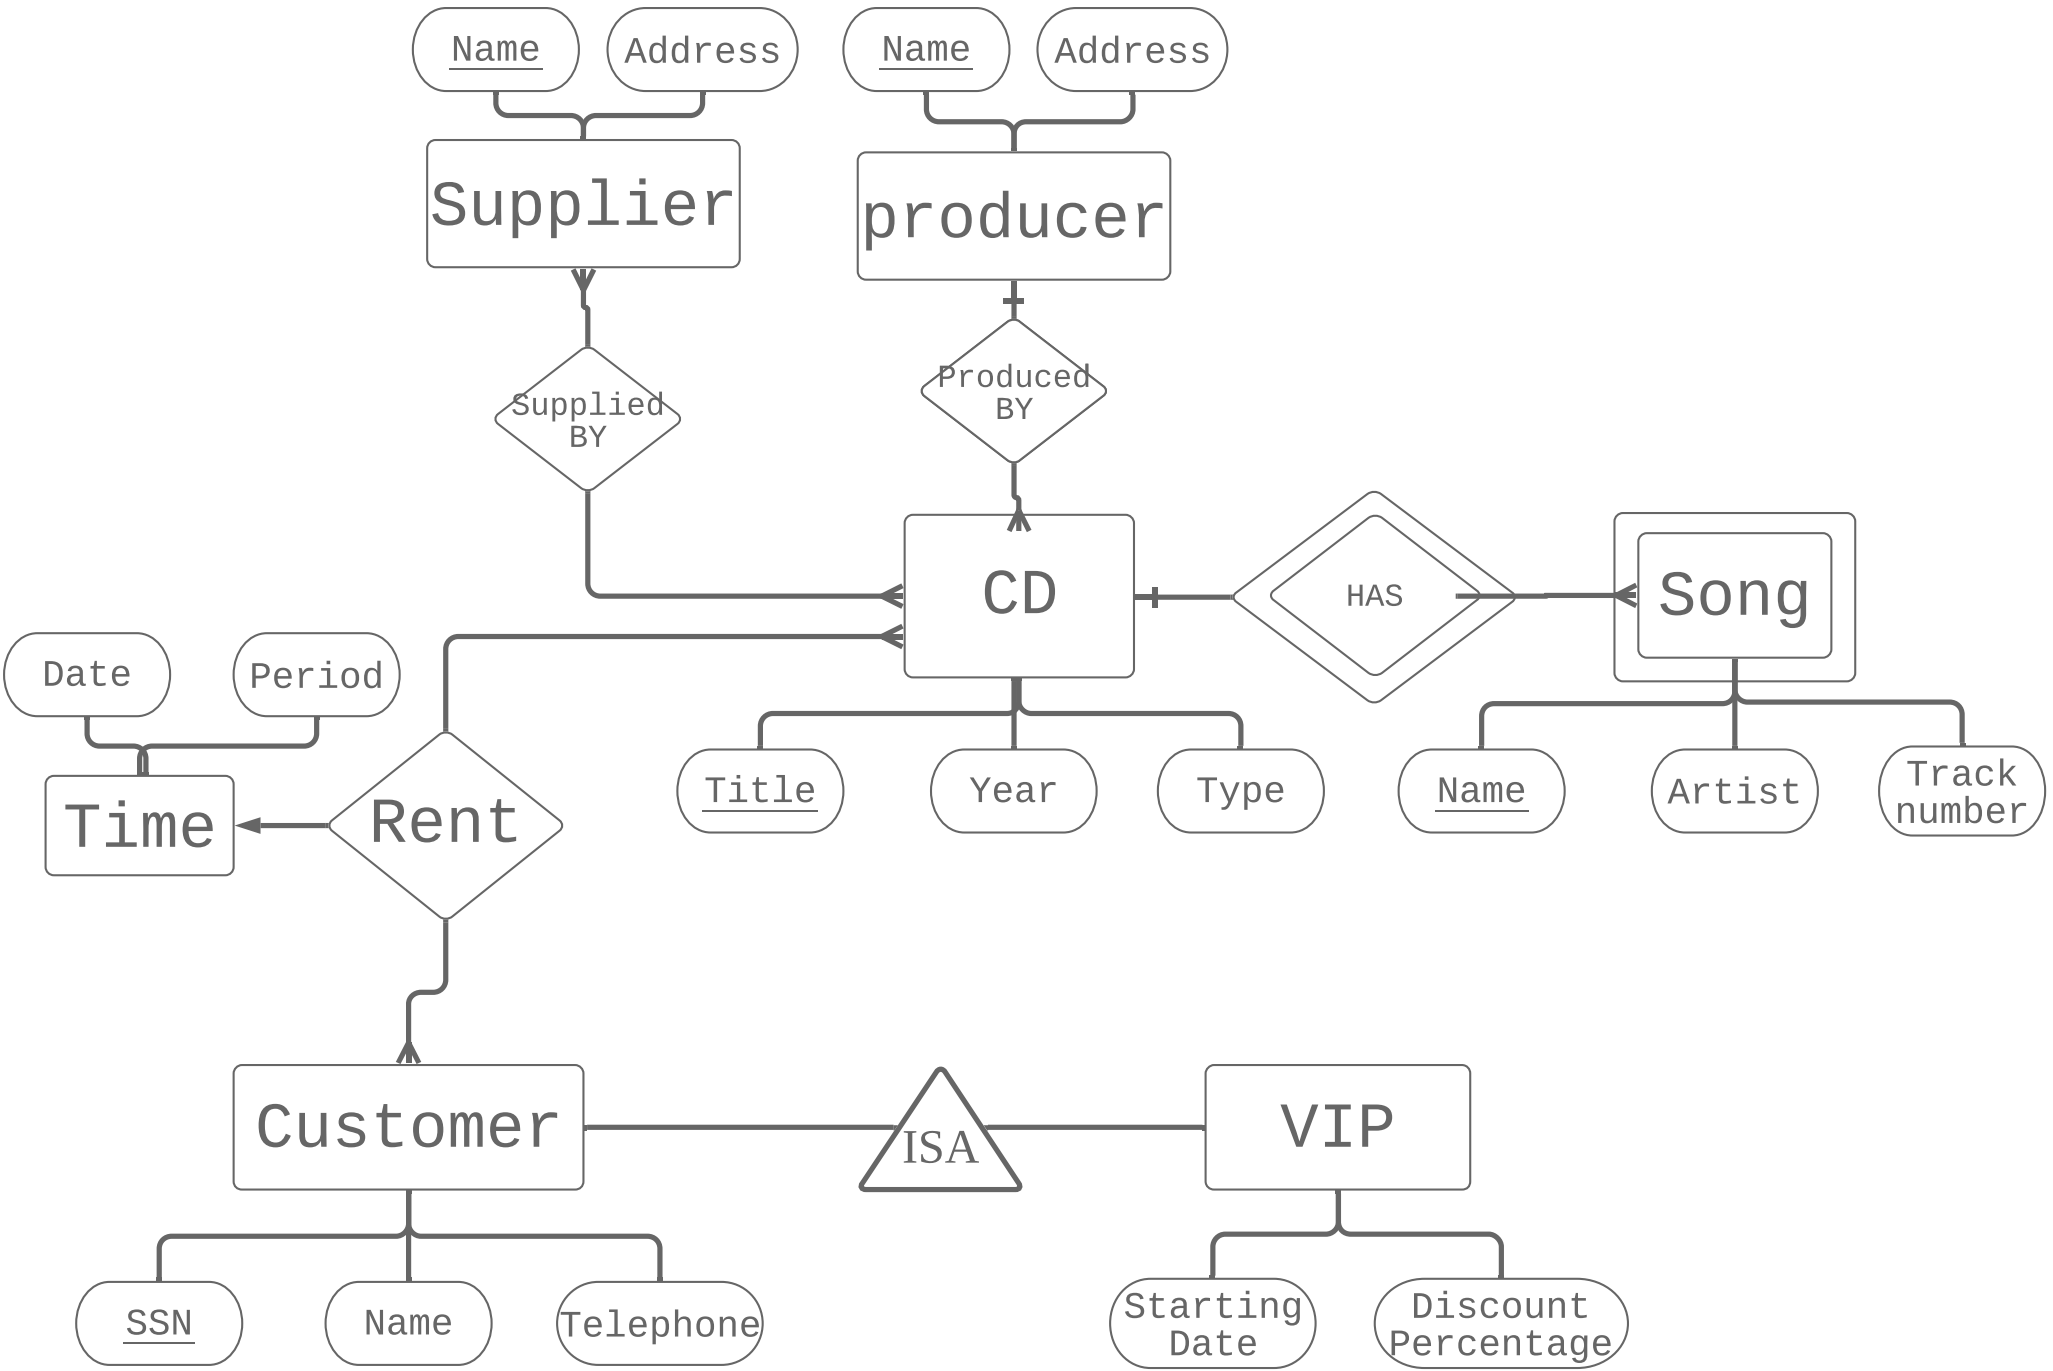 Name
Address
Name
Address
Supplier
producer
Supplied
BY
Produced
BY
CD
HAS
Song
Date
Period
Time
Rent
Title
Year
Type
Name
Artist
Track
number
Customer
ISA
VIP
SSN
Name
Telephone
Starting
Date
Discount
Percentage